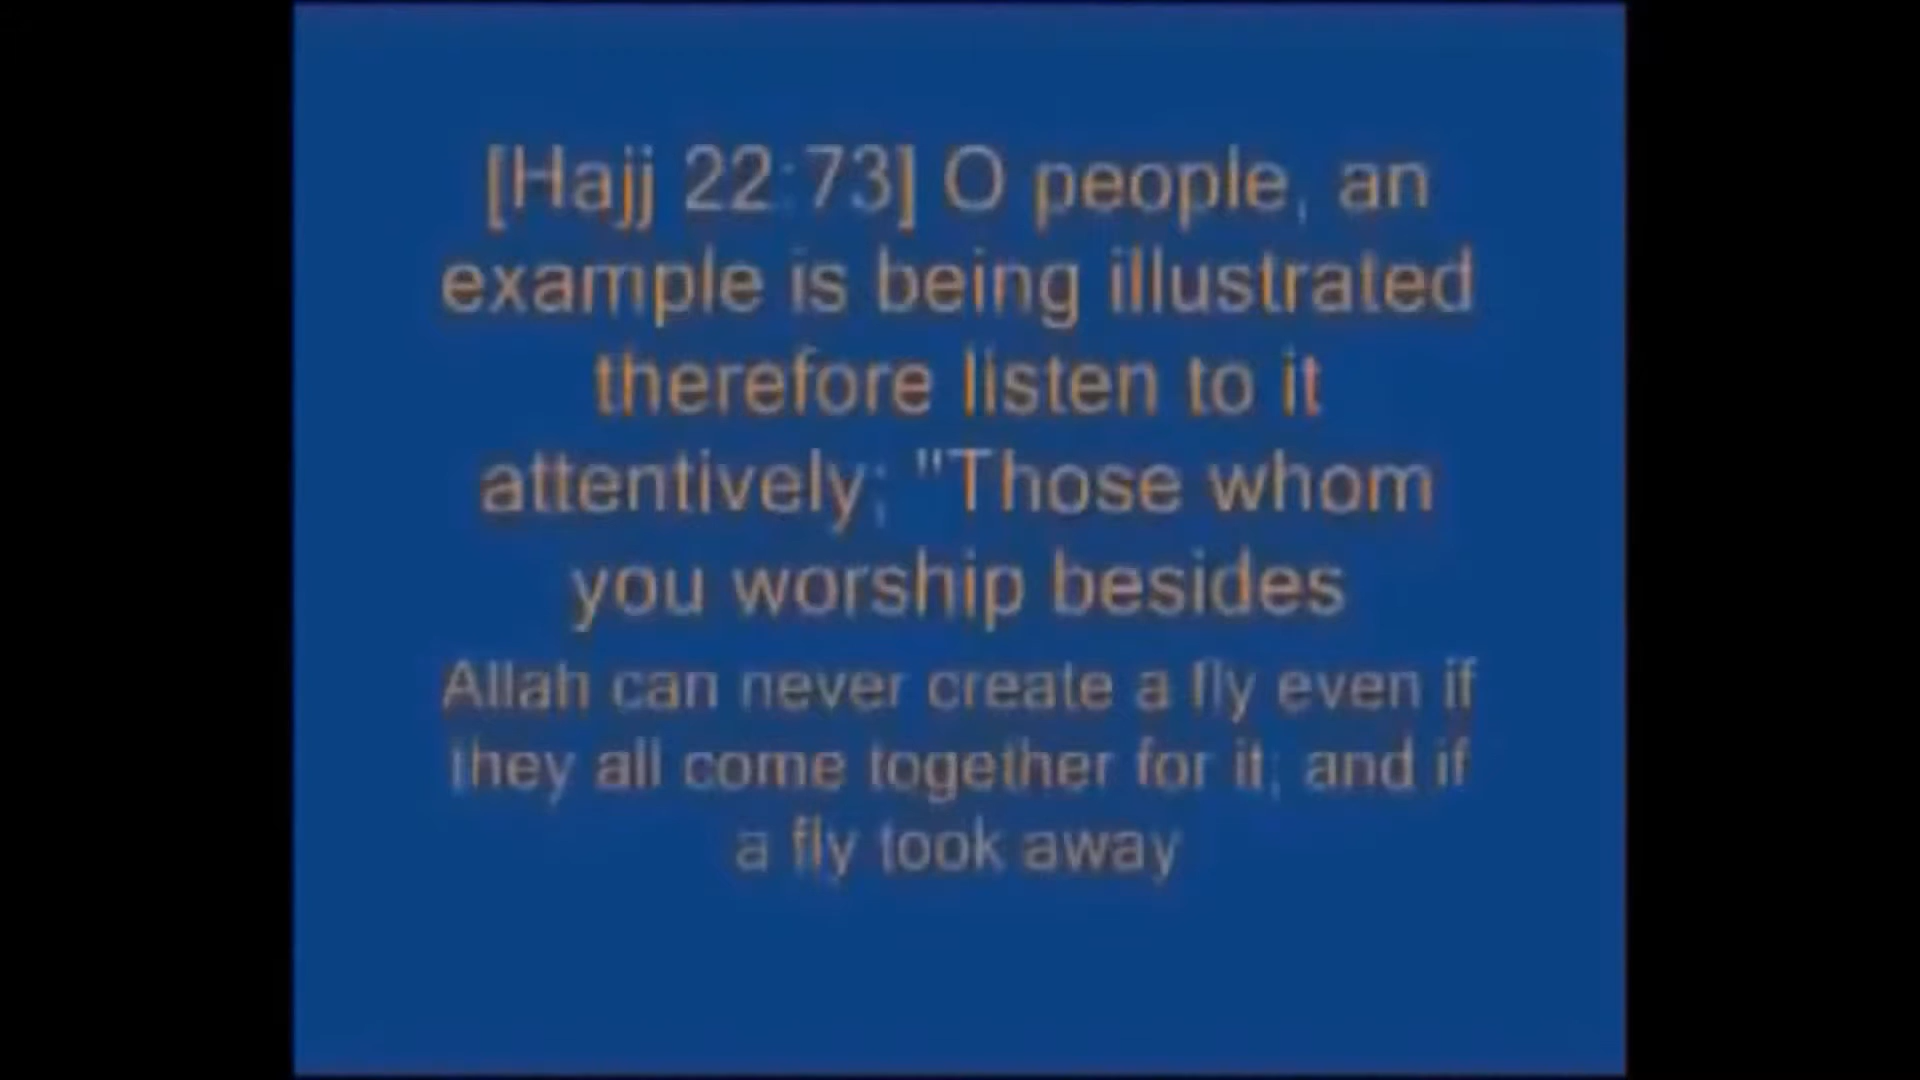 [Hajj 22:73] O people, an
example is being illustrated
therefore listen to it
attentively; "Those whom
you worship besides
Allah can never create a fly even if
they all come together for it; and if
a fly took away